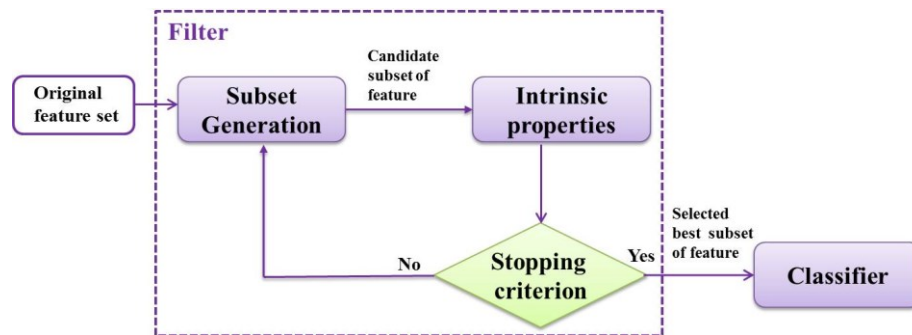 Filter
Original
feature set
Subset
Generation
Candidate
subset of
feature
Intrinsic
properties
Stopping
criterion
No
Yes
Selected
best subset
of feature
Classifier